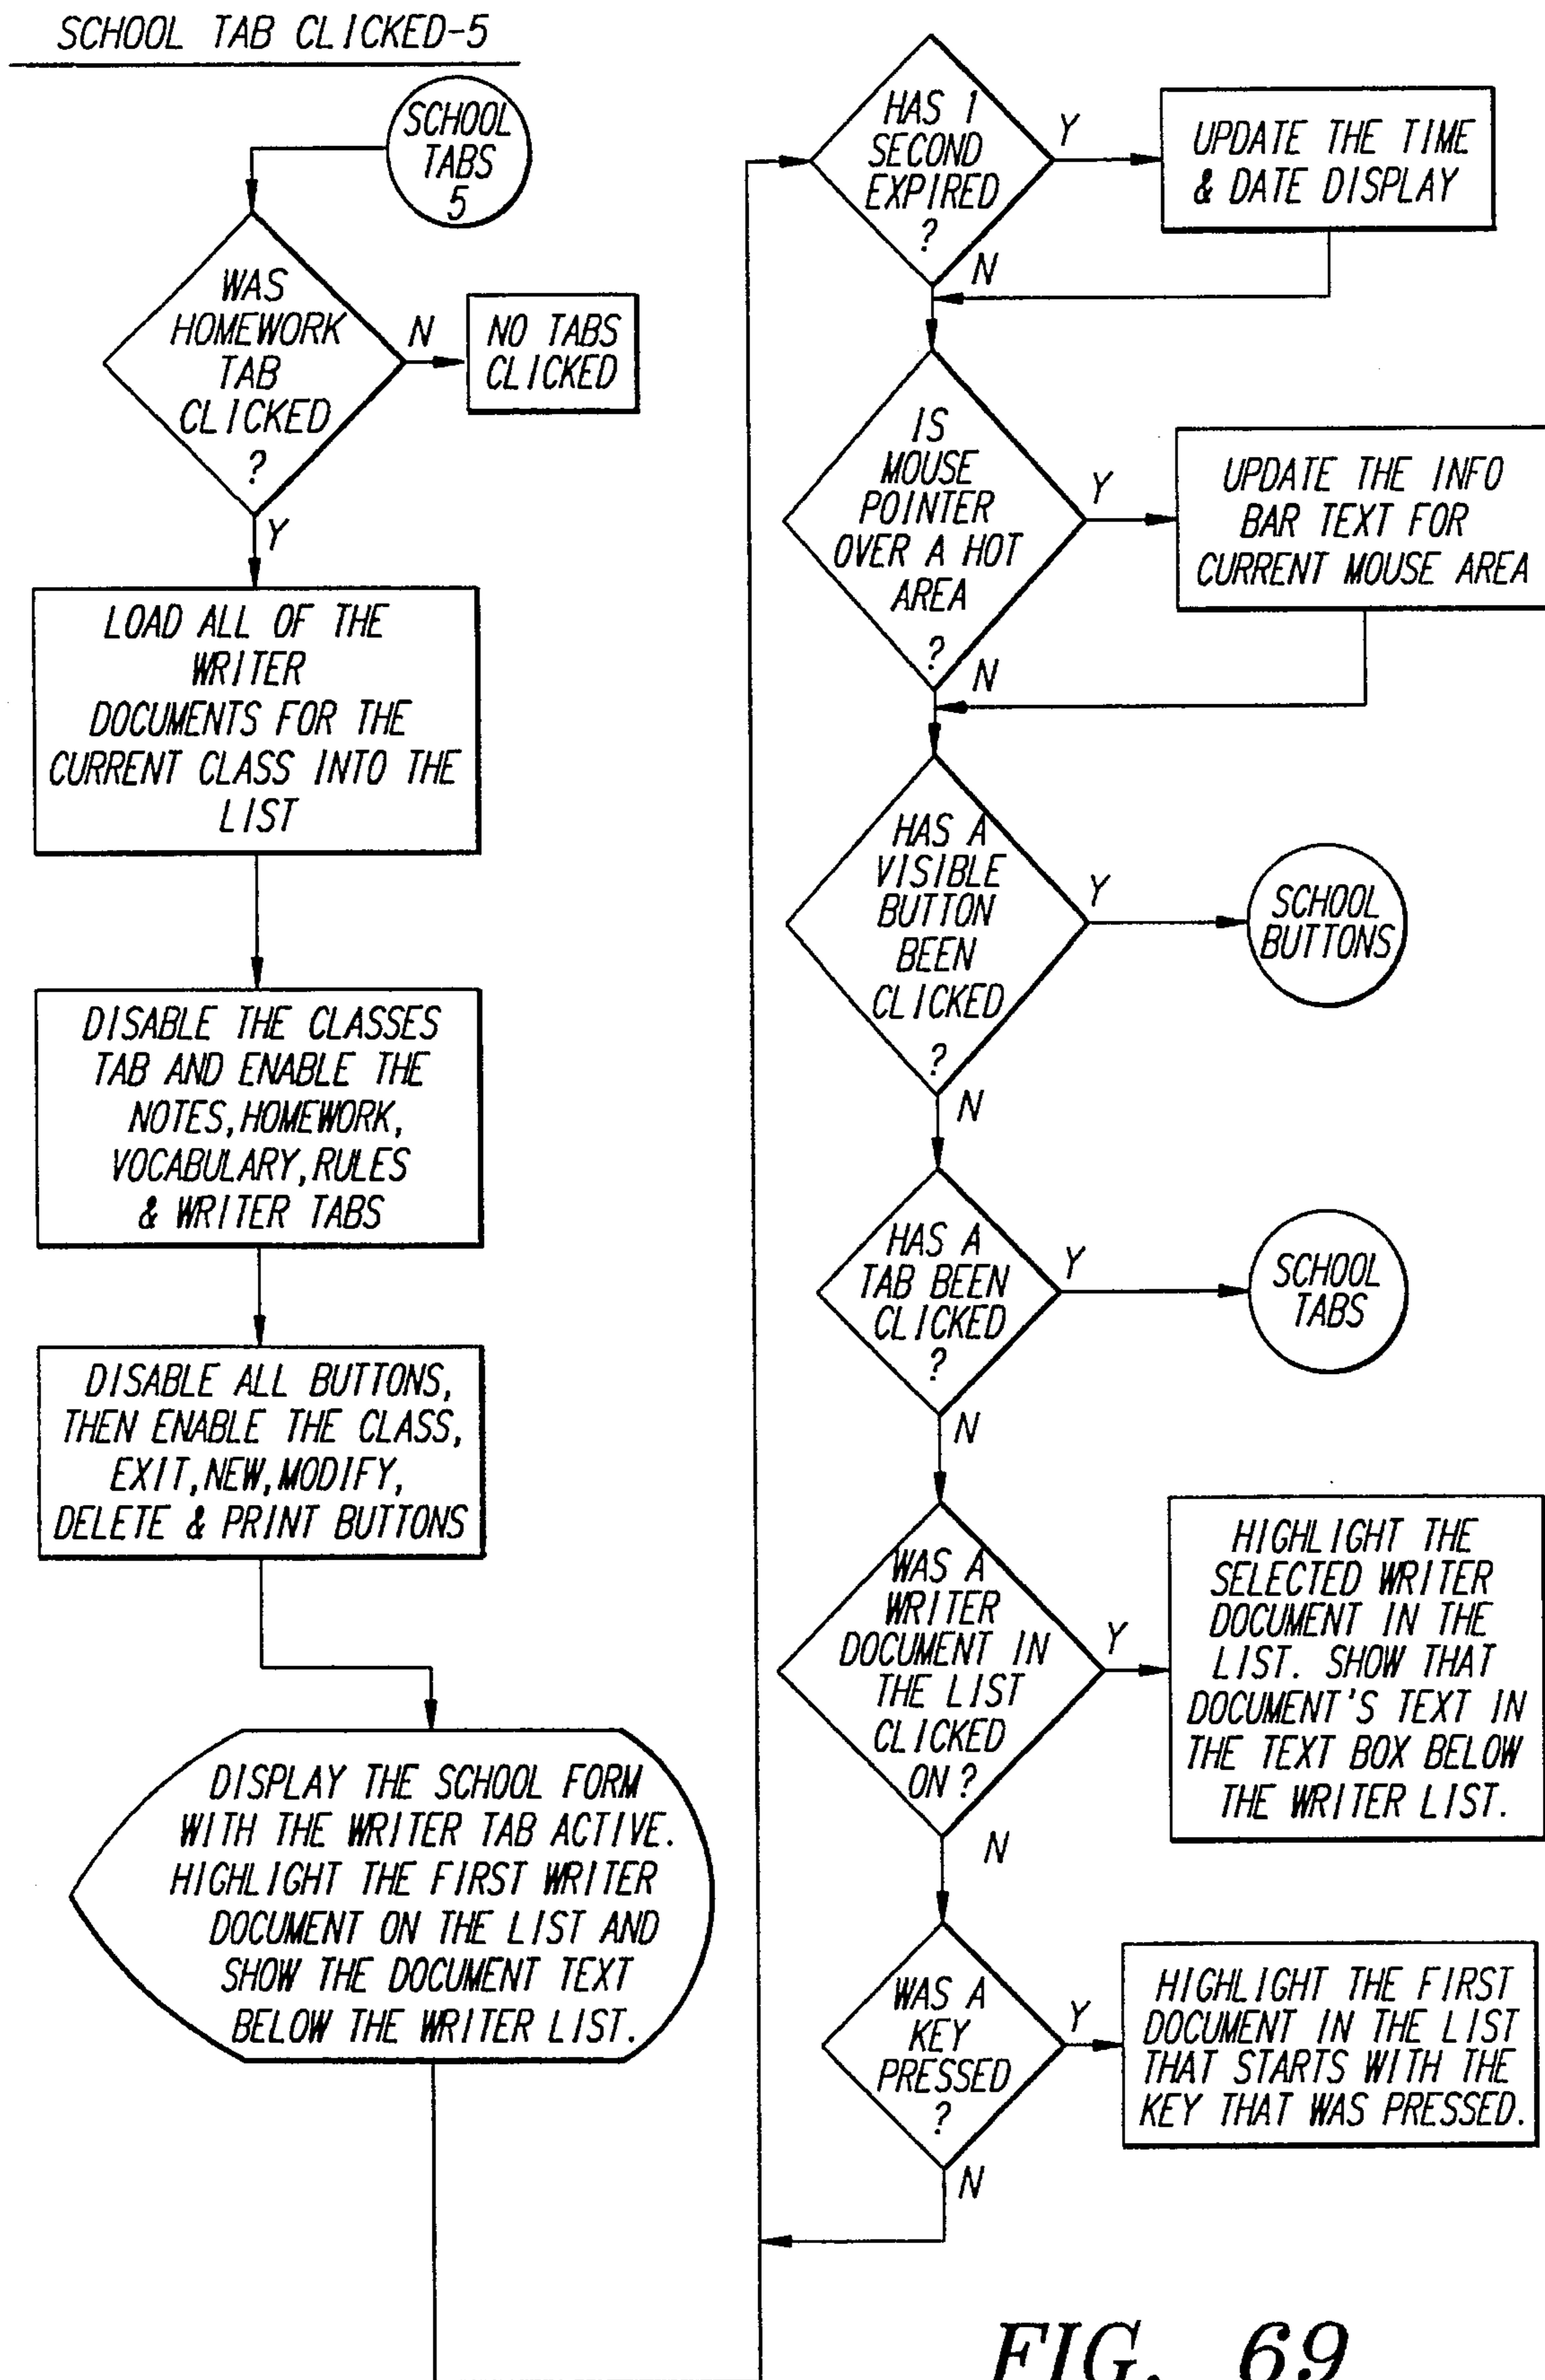 SCHOOL TAB CLICKED-5
SCHOOL
TABS
5
WAS
HOMEWORK
TAB
CLICKED
?
N
NO TABS
CLICKED
Y
LOAD ALL OF THE
WRITER
DOCUMENTS FOR THE
CURRENT CLASS INTO THE
LIST
DISABLE THE CLASSES
TAB AND ENABLE THE
NOTES, HOMEWORK,
VOCABULARY, RULES
& WRITER TABS
DISABLE ALL BUTTONS,
THEN ENABLE THE CLASS,
EXIT, NEW, MODIFY,
DELETE & PRINT BUTTONS
DISPLAY THE SCHOOL FORM
WITH THE WRITER TAB ACTIVE.
HIGHLIGHT THE FIRST WRITER
DOCUMENT ON THE LIST AND
SHOW THE DOCUMENT TEXT
BELOW THE WRITER LIST.
HAS 1
SECOND
EXPIRED
?
Y
UPDATE THE TIME
& DATE DISPLAY
N
IS
MOUSE
POINTER
OVER A HOT
AREA
?
Y
UPDATE THE INFO
BAR TEXT FOR
CURRENT MOUSE AREA
N
HAS A
VISIBLE
BUTTON
BEEN
CLICKED
?
Y
SCHOOL
BUTTONS
N
HAS A
TAB BEEN
CLICKED
?
Y
SCHOOL
TABS
N
WAS A
WRITER
DOCUMENT IN
THE LIST
CLICKED
ON?
Y
HIGHLIGHT THE
SELECTED WRITER
DOCUMENT IN THE
LIST. SHOW THAT
DOCUMENT'S TEXT IN
THE TEXT BOX BELOW
THE WRITER LIST.
N
WAS A
KEY
PRESSED
?
Y
HIGHLIGHT THE FIRST
DOCUMENT IN THE LIST
THAT STARTS WITH THE
KEY THAT WAS PRESSED.
N
FIG. 69